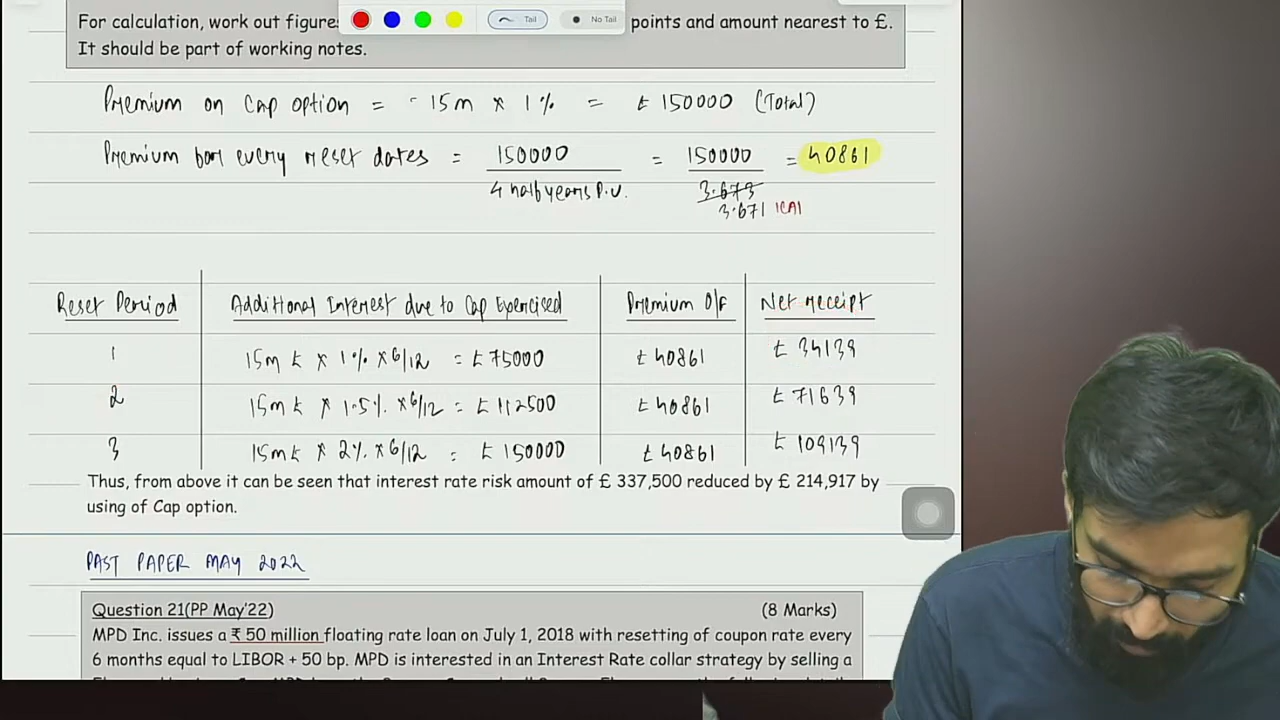 For calculation, work out figures
Tail
No Tail
points and amount nearest to £.
It should be part of working notes.
Premium on Cap option = 15m × 1% = £ 150000 (Total)
Premium for every reset dates = 150000 = 150000 = 40861
4 half years P.V. 3.673
3.671 ICAI
Reset Period Additional Interest due to Cap Exercised Premium O/F Net receipt
1 15m £ × 1% × 6/12 = £ 75000 £ 40861 £ 34139
2 15m £ × 1.5% × 6/12 = £ 112500 £ 40861 £ 71639
3 15m £ × 2% × 6/12 = £ 150000 £ 40861 £ 109139
Thus, from above it can be seen that interest rate risk amount of £ 337,500 reduced by £ 214,917 by
using of Cap option.
PAST PAPER MAY 2022
Question 21(PP May'22) (8 Marks)
MPD Inc. issues a ₹ 50 million floating rate loan on July 1, 2018 with resetting of coupon rate every
6 months equal to LIBOR + 50 bp. MPD is interested in an Interest Rate collar strategy by selling a